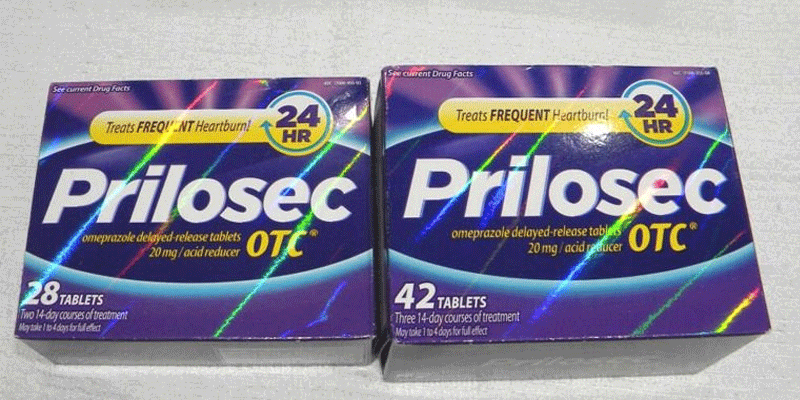 See current Drug Facts
Treats FREQUENT Heartburn!
24
HR
Prilosec
omeprazole delayed-release tablets
20 mg / acid reducer
OTC®
28 TABLETS
Two 14-day courses of treatment
May take 1 to 4 days for full effect
See current Drug Facts
Treats FREQUENT Heartburn!
24
HR
Prilosec
omeprazole delayed-release tablets
20 mg / acid reducer
OTC®
42 TABLETS
Three 14-day courses of treatment
May take 1 to 4 days for full effect